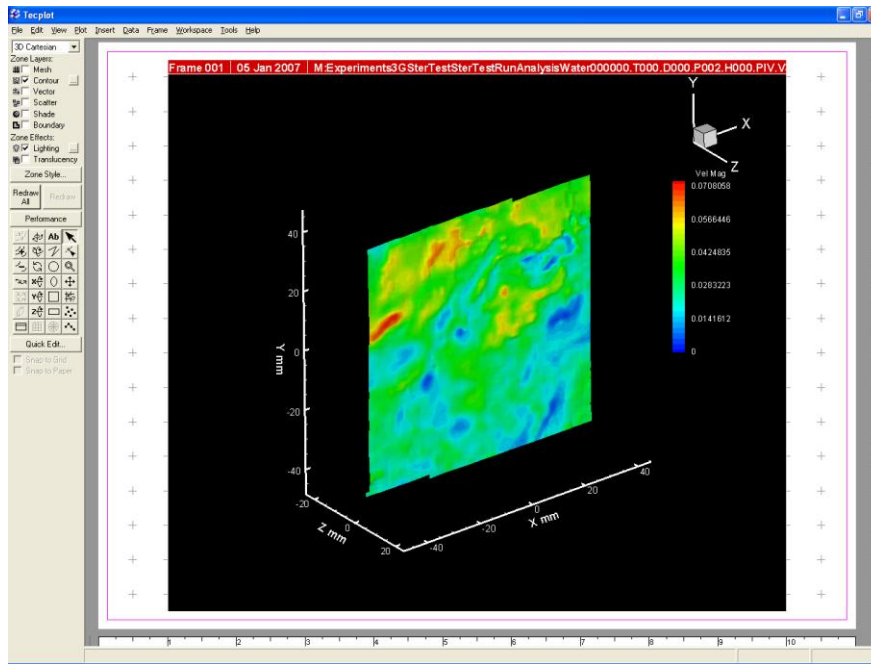 Tecplot
File Edit View Plot Insert Data Frame Workspace Tools Help
3D Cartesian
Zone Layers:
Mesh
Contour ...
Vector
Scatter
Shade
Boundary
Zone Effects:
Lighting ...
Translucency
Zone Style...
Redraw All Redraw
Performance
Ab
Quick Edit...
Snap to Grid
Snap to Paper
Frame 001 | 05 Jan 2007 | M:Experiments3GSterTestSterTestRunAnalysisWater000000.T000.D000.P002.H000.PIV.V
Y
X
Z
Vel Mag
0.0708058
0.0566446
0.0424835
0.0283223
0.0141612
0
40
20
0
-20
-40
Y mm
-20
0
20
Z mm
-40
-20
0
20
40
X mm
1 2 3 4 5 6 7 8 9 10